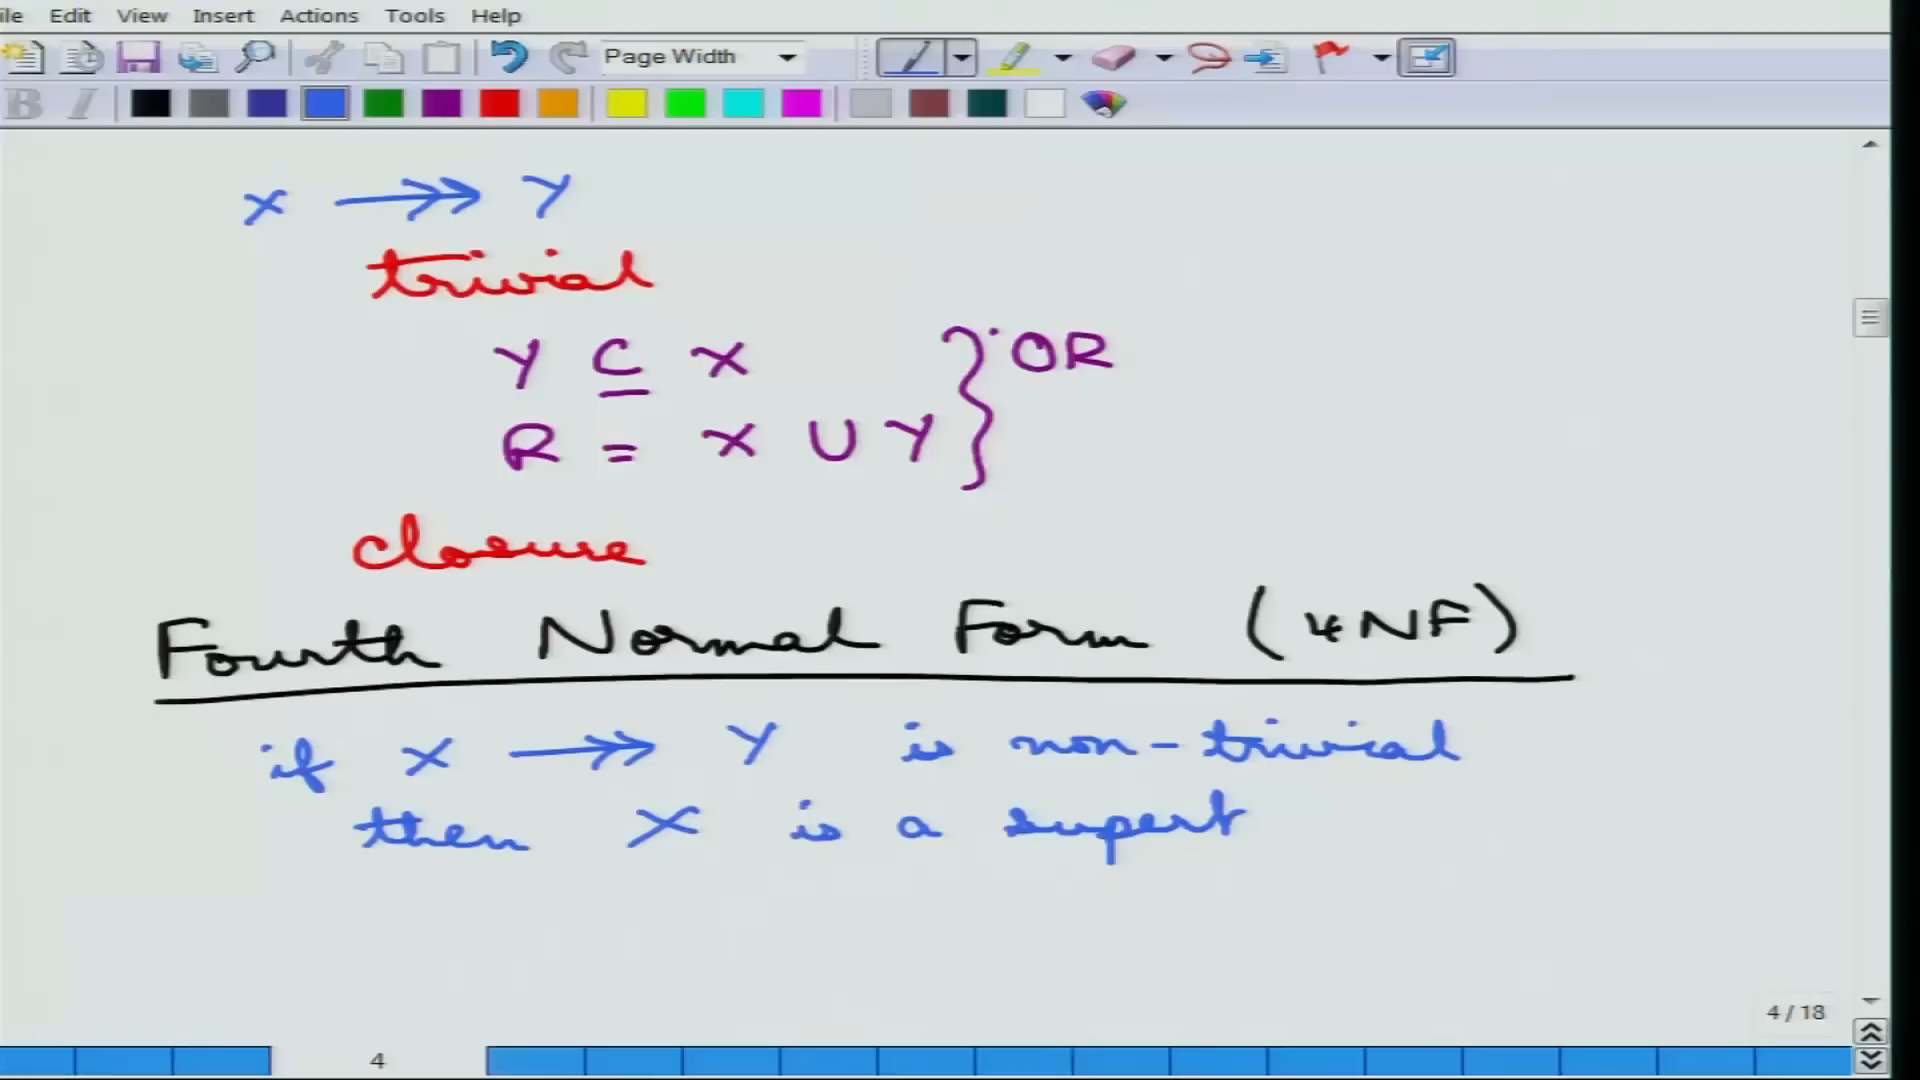 ile Edit View Insert Actions Tools Help
Page Width
B I
X ↠ Y
trivial
Y ⊆ X } OR
R = X U Y
closure
Fourth Normal Form (4NF)
if X ↠ Y is non-trivial
then X is a supert
4 / 18
4